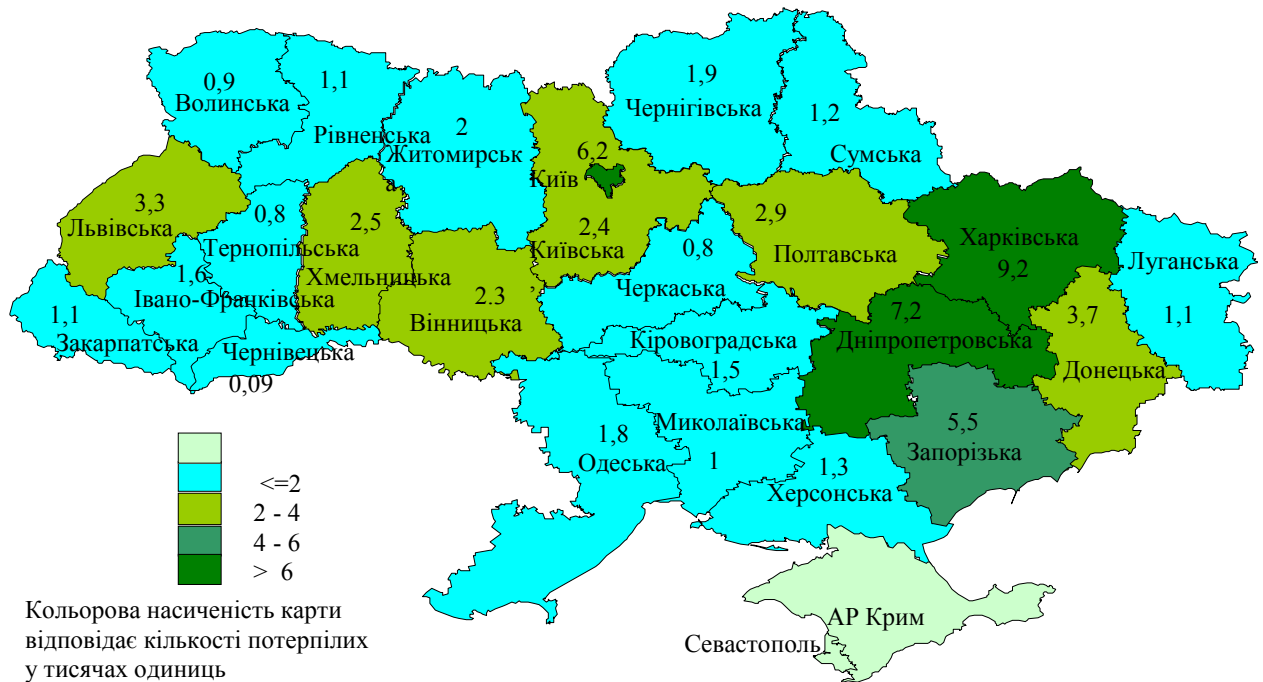 0,9
Волинська
1,1
Рівненська
2
Житомирськ
а
6,2
Київ
2,4
Київська
1,9
Чернігівська
1,2
Сумська
3,3
Львівська
0,8
Тернопільська
2,5
Хмельницька
2.3
Вінницька
,
0,8
Черкаська
2,9
Полтавська
Харківська
9,2
Луганська
1,1
1,6
Івано-Фрачківська
1,1
Закарпатська
Чернівецька
0,09
Кіровоградська
1,5
7,2
Дніпропетровська
3,7
Донецька
1,8
Одеська
Миколаївська
1
1,3
Херсонська
5,5
Запорізька
АР Крим
Севастополь
<=2
2 - 4
4 - 6
> 6
Кольорова насиченість карти
відповідає кількості потерпілих
у тисячах одиниць